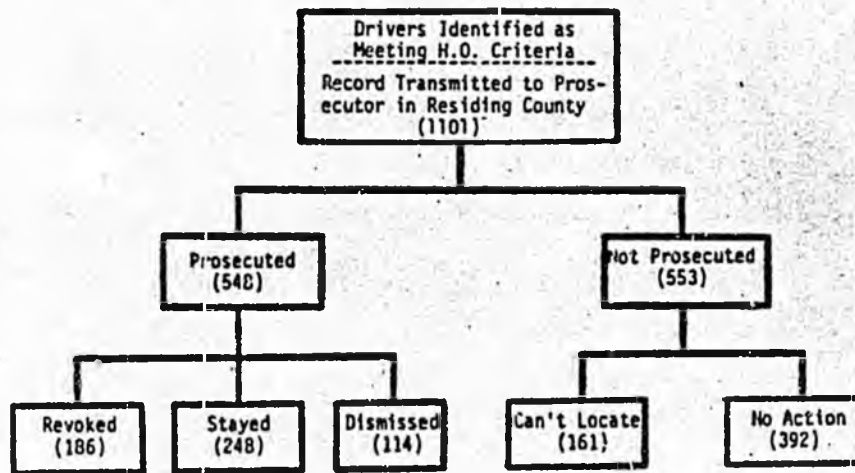 Drivers Identified as
Meeting H.O. Criteria
Record Transmitted to Pros-
ecutor in Residing County
(1101)
Prosecuted
(548)
Not Prosecuted
(553)
Revoked
(186)
Stayed
(248)
Dismissed
(114)
Can't Locate
(161)
No Action
(392)